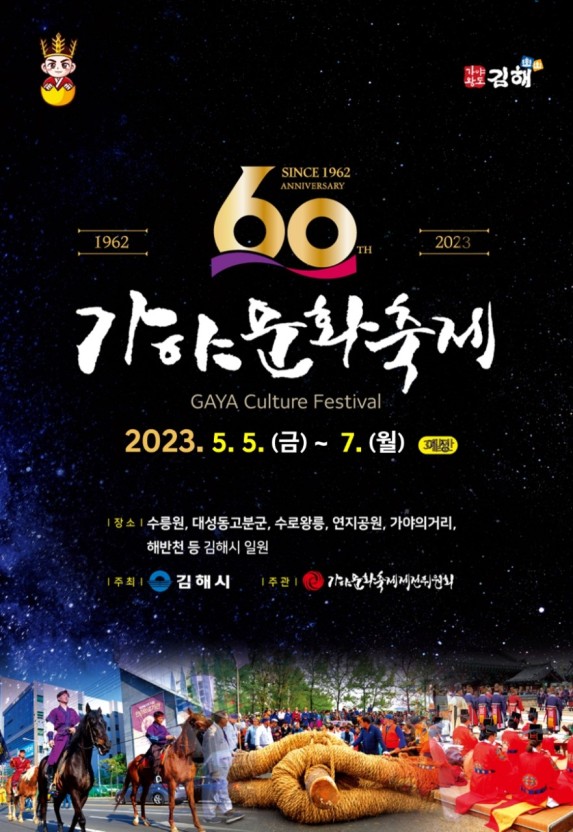 가야
왕도 김해
SINCE 1962
ANNIVERSARY
60TH
1962
2023
가야문화축제
GAYA Culture Festival
2023. 5. 5. (금) ~ 7. (월)
장소 수릉원, 대성동고분군, 수로왕릉, 연지공원, 가야의거리,
해반천 등 김해시 일원
주최 김해시 주관 가야문화축제제전위원회